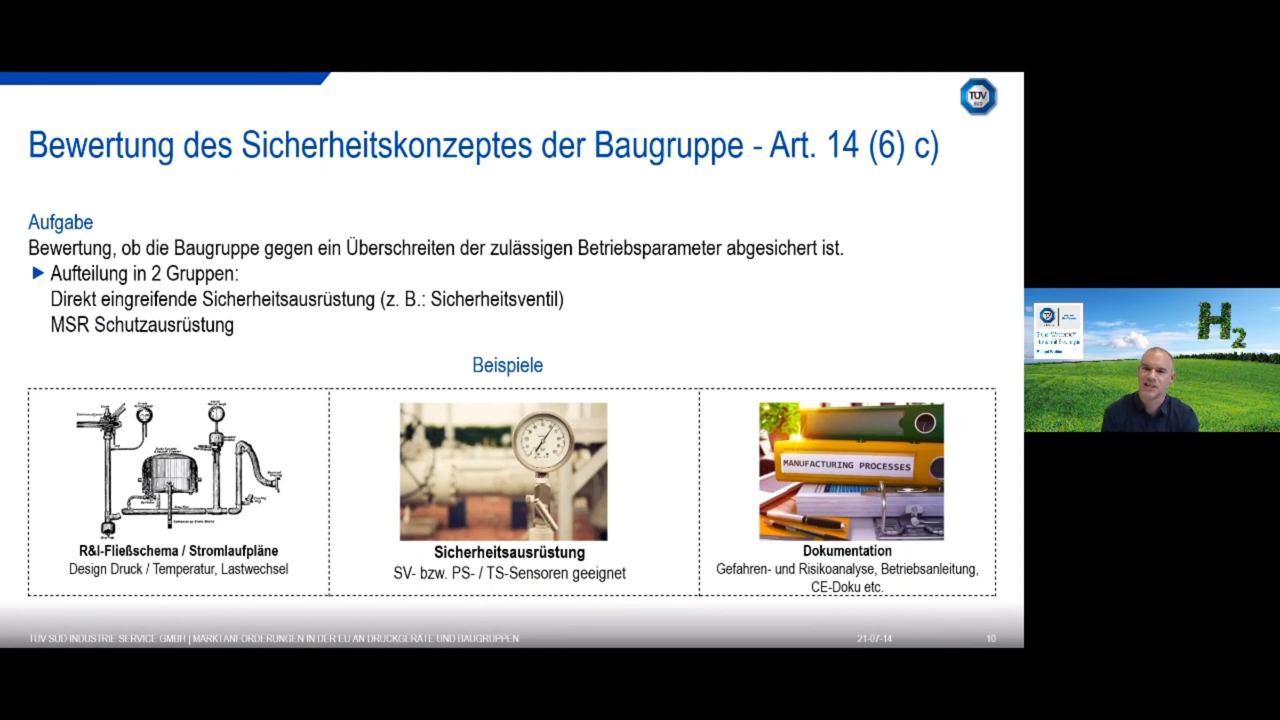 TÜV
SÜD
Bewertung des Sicherheitskonzeptes der Baugruppe - Art. 14 (6) c)
Aufgabe
Bewertung, ob die Baugruppe gegen ein Überschreiten der zulässigen Betriebsparameter abgesichert ist.
Aufteilung in 2 Gruppen:
Direkt eingreifende Sicherheitsausrüstung (z. B.: Sicherheitsventil)
MSR Schutzausrüstung
Beispiele
MANUFACTURING PROCESSES
R&I-Fließschema / Stromlaufpläne
Design Druck / Temperatur, Lastwechsel
Sicherheitsausrüstung
SV- bzw. PS- / TS-Sensoren geeignet
Dokumentation
Gefahren- und Risikoanalyse, Betriebsanleitung,
CE-Doku etc.
TÜV SÜD INDUSTRIE SERVICE GMBH | MARKTANFORDERUNGEN IN DER EU AN DRUCKGERÄTE UND BAUGRUPPEN
21-07-14
10
H2